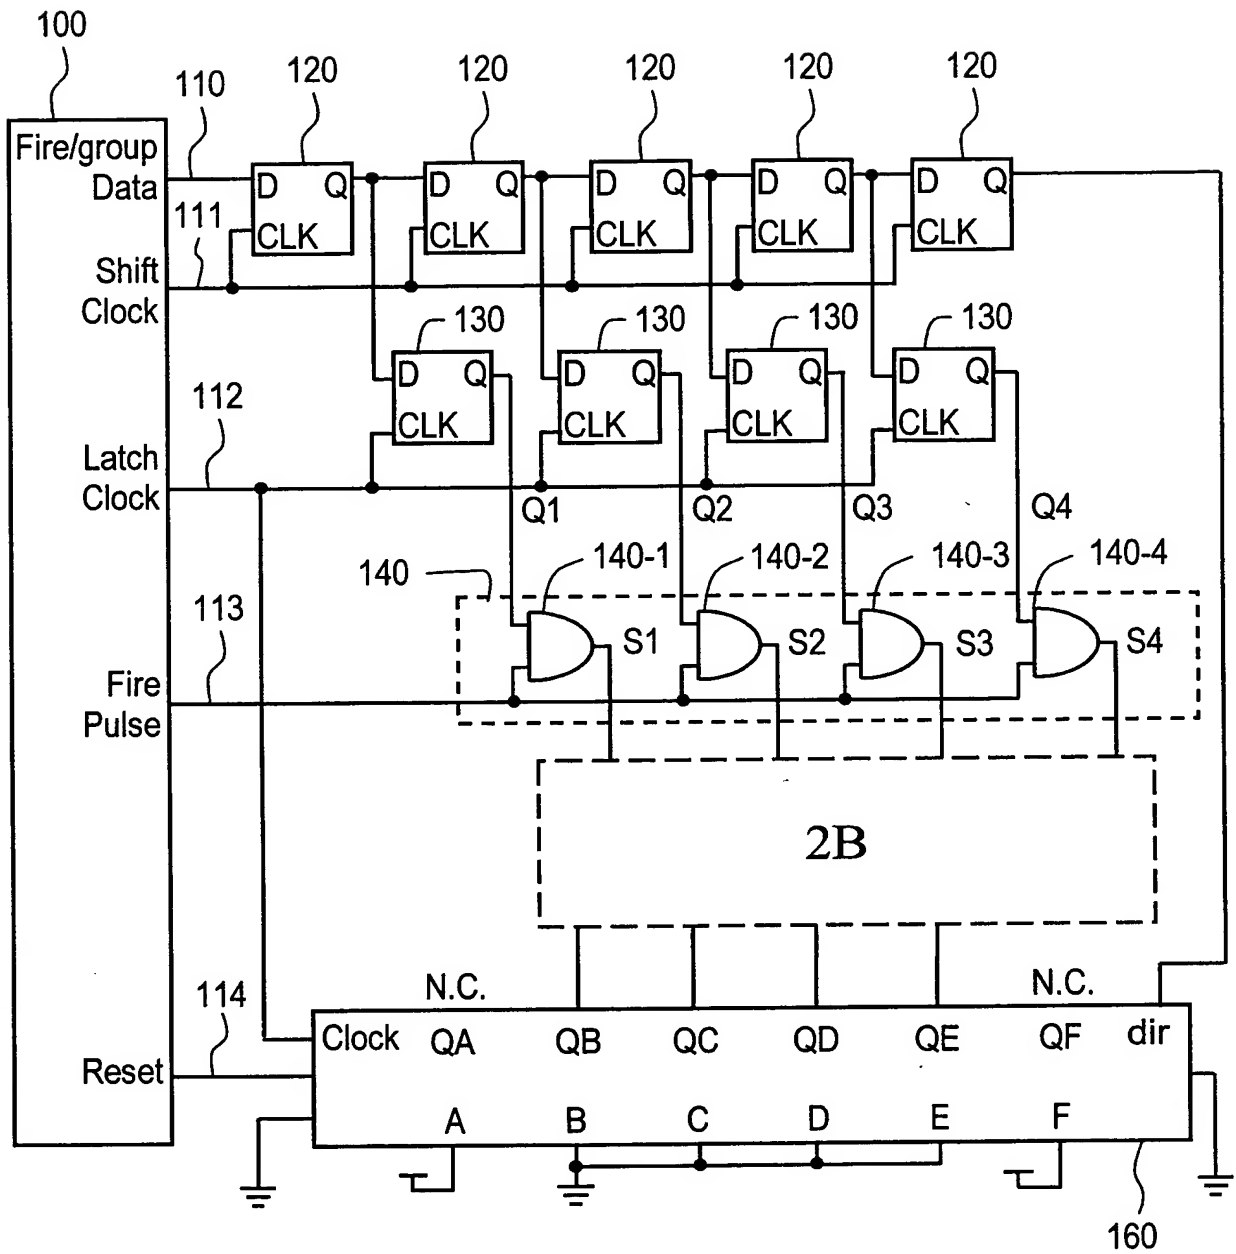 100
110
120
120
120
120
120
Fire/group
Data
D Q
CLK
D Q
CLK
D Q
CLK
D Q
CLK
D Q
CLK
111
Shift
Clock
130
130
130
130
D Q
CLK
D Q
CLK
D Q
CLK
D Q
CLK
112
Latch
Clock
Q1
Q2
Q3
Q4
140
140-1
140-2
140-3
140-4
113
S1
S2
S3
S4
Fire
Pulse
2B
N.C.
N.C.
114
Clock QA QB QC QD QE QF dir
Reset
A B C D E F
160